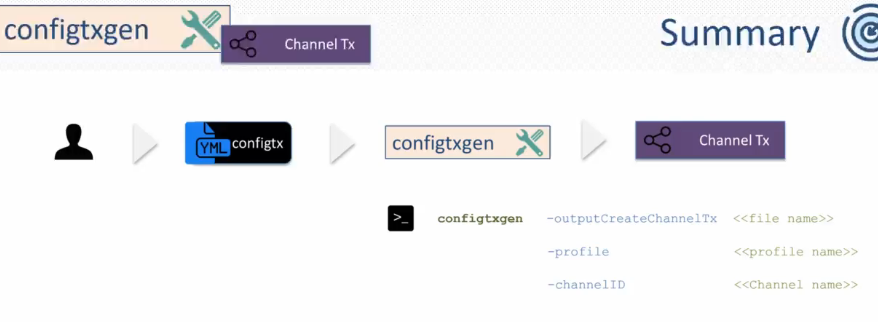 configtxgen
Channel Tx
Summary
YML configtx
configtxgen
Channel Tx
>_ configtxgen -outputCreateChannelTx <<file name>>
-profile <<profile name>>
-channelID <<Channel name>>